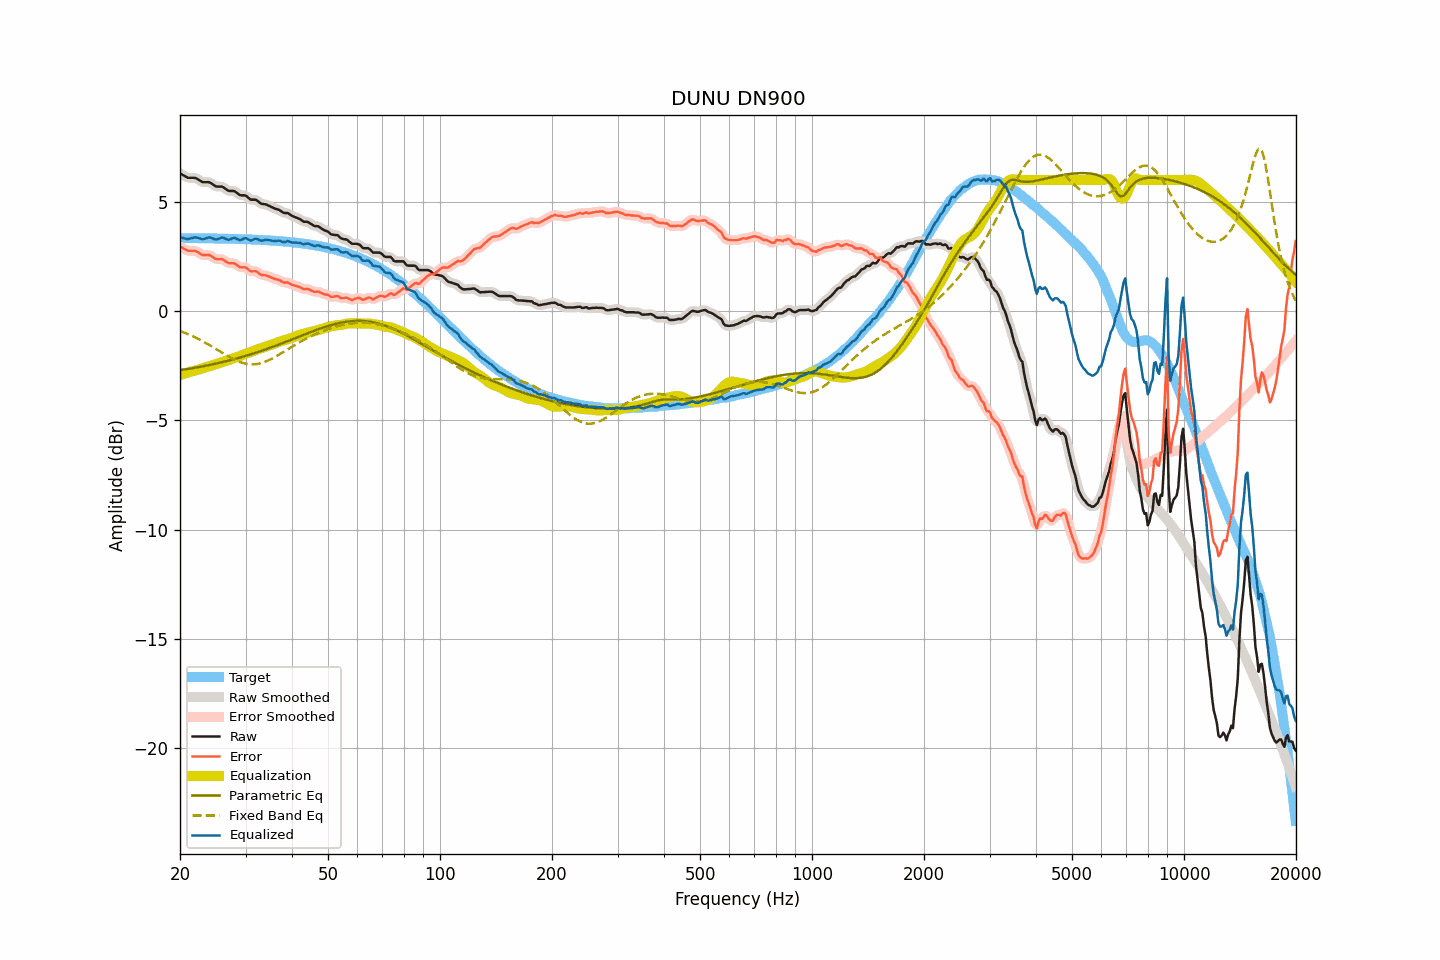 DUNU DN900
Amplitude (dBr)
5
0
−5
−10
−15
−20
Target
Raw Smoothed
Error Smoothed
Raw
Error
Equalization
Parametric Eq
Fixed Band Eq
Equalized
20 50 100 200 500 1000 2000 5000 10000 20000
Frequency (Hz)